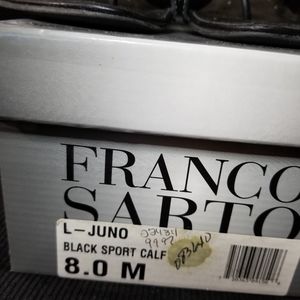 FRANCO
SARTO
L-JUNO
BLACK SPORT CALF
8.0 M